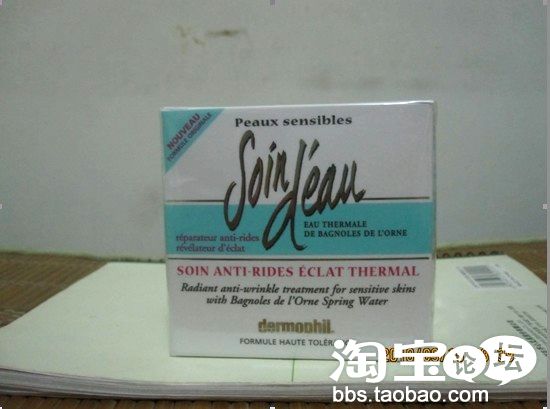 NOUVEAU
FORMULE ORIGINALE
Peaux sensibles
Soin d'eau
EAU THERMALE
DE BAGNOLES DE L'ORNE
réparateur anti-rides
révélateur d'éclat
SOIN ANTI-RIDES ÉCLAT THERMAL
Radiant anti-wrinkle treatment for sensitive skins
with Bagnoles de l'Orne Spring Water
dermophil
FORMULE HAUTE
淘宝论坛
bbs.taobao.com